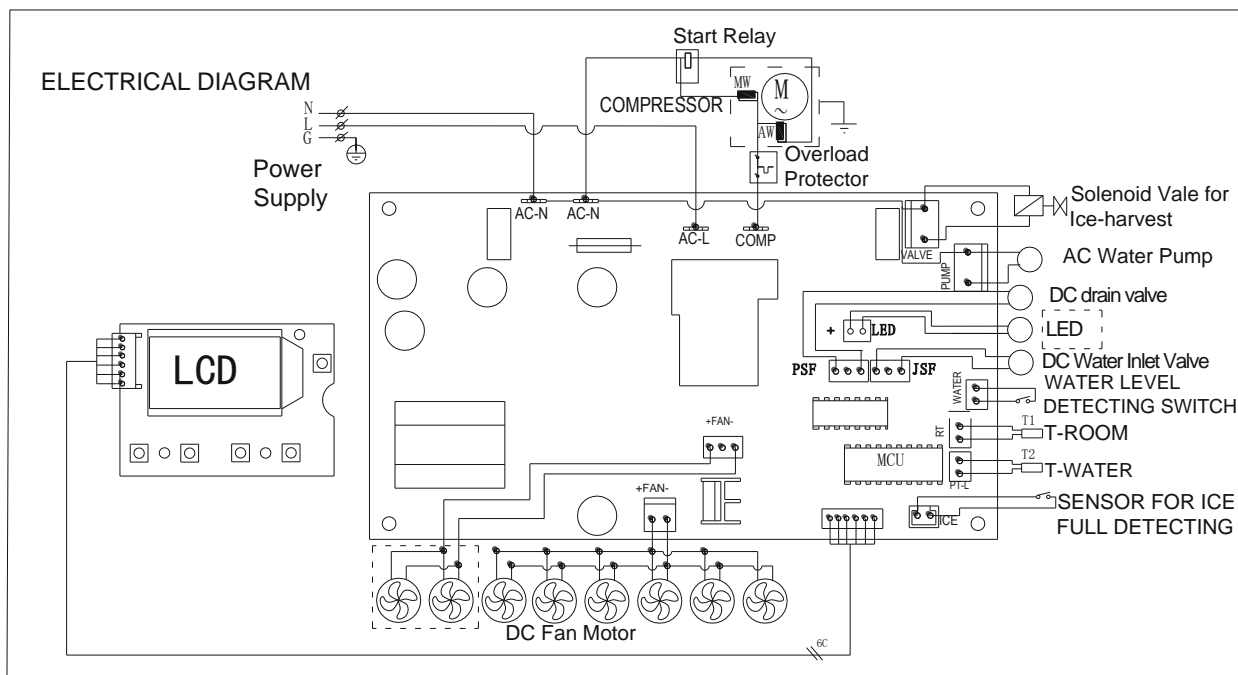 ELECTRICAL DIAGRAM
Start Relay
COMPRESSOR
MW
M
~
AW
N
L
G
Power
Supply
Overload
Protector
AC-N
AC-N
AC-L
COMP
VALVE
Solenoid Vale for
Ice-harvest
PUMP
AC Water Pump
DC drain valve
+
LED
LED
PSF
JSF
DC Water Inlet Valve
WATER
WATER LEVEL
DETECTING SWITCH
LCD
+FAN-
RT
T1
T-ROOM
MCU
T2
T-WATER
PT-L
+FAN-
ICE
SENSOR FOR ICE
FULL DETECTING
DC Fan Motor
6C